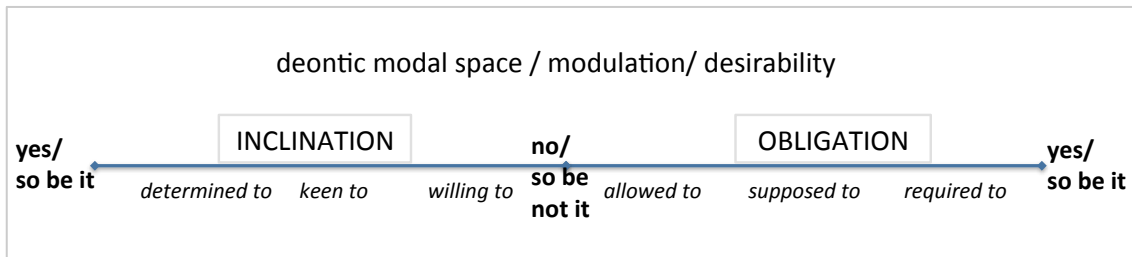 deontic modal space / modulation/ desirability
INCLINATION
OBLIGATION
yes/
so be it
no/
so be
not it
yes/
so be it
determined to
keen to
willing to
allowed to
supposed to
required to